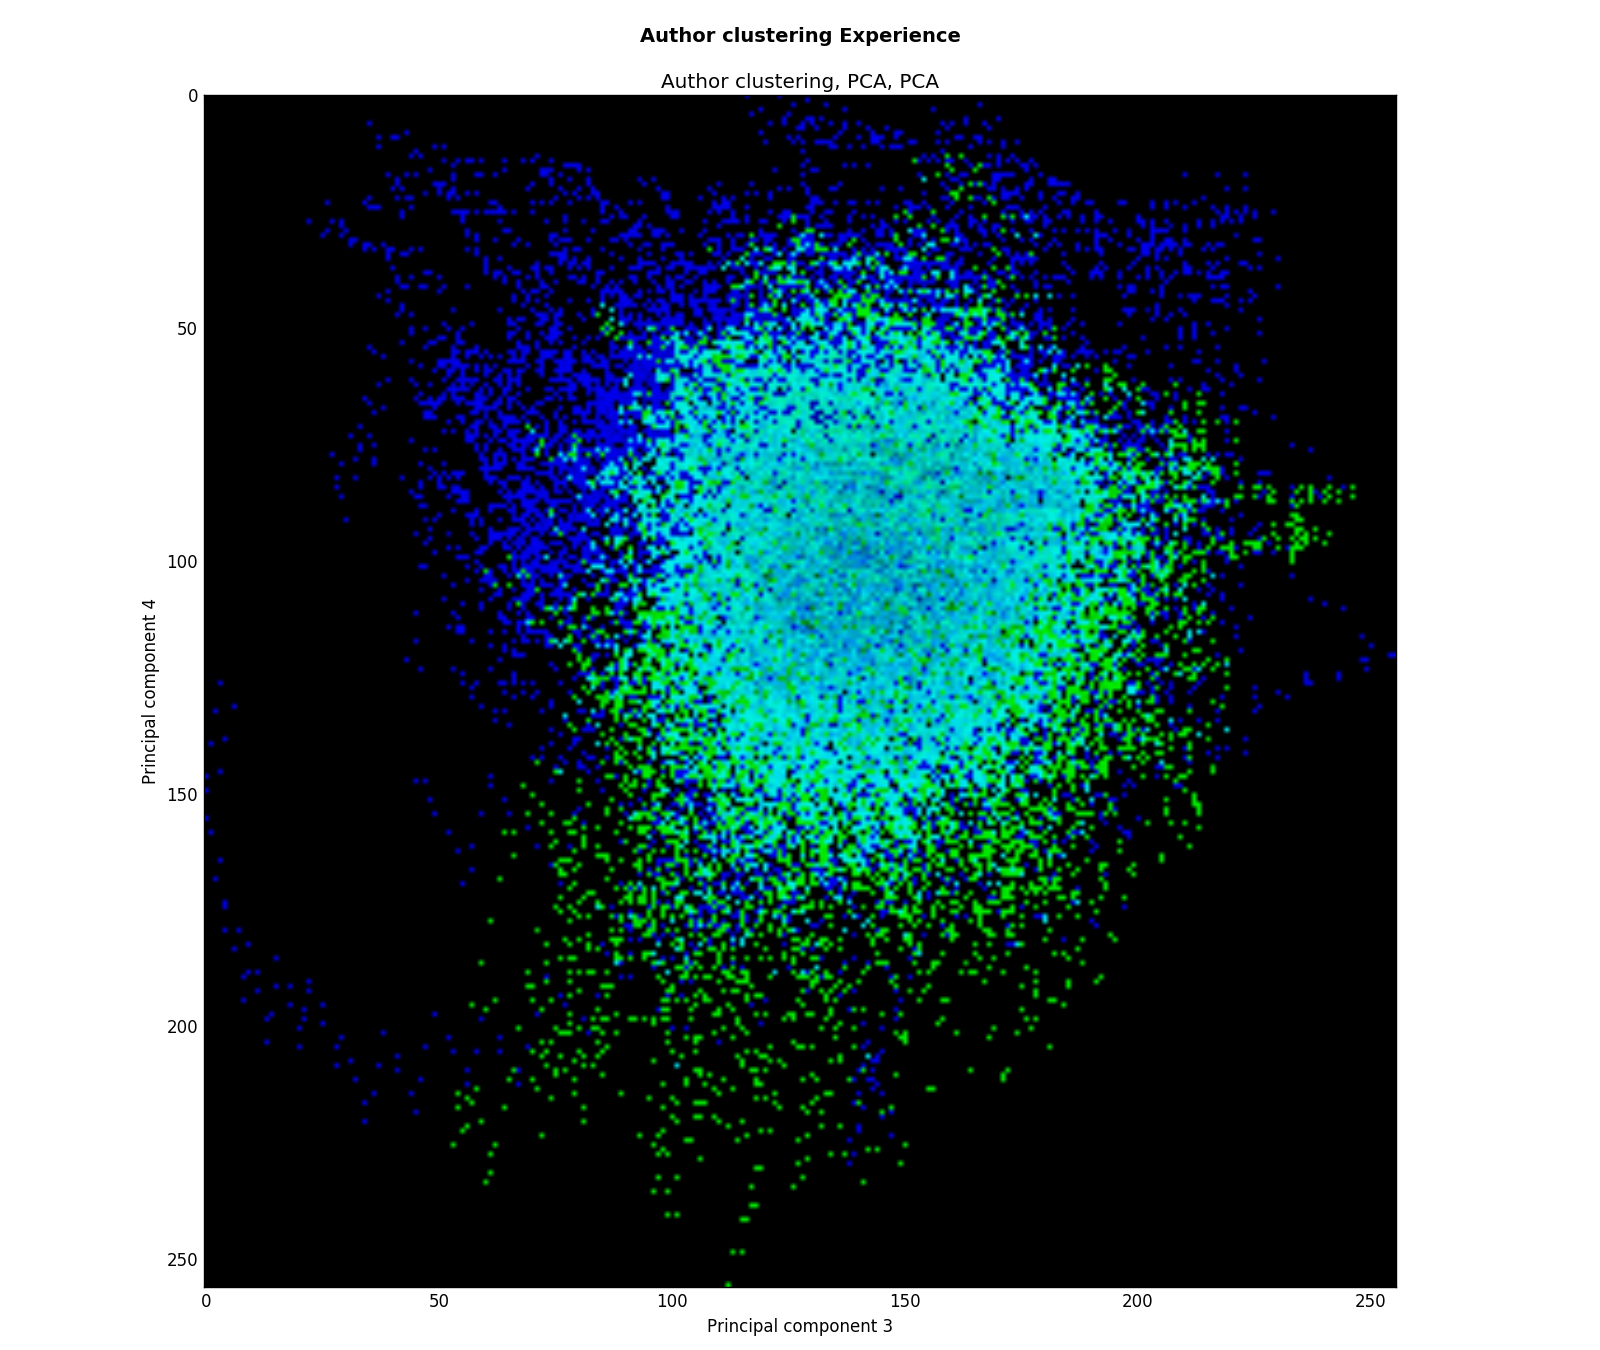 Author clustering Experience
Author clustering, PCA, PCA
0
50
100
150
200
250
Principal component 4
0 50 100 150 200 250
Principal component 3